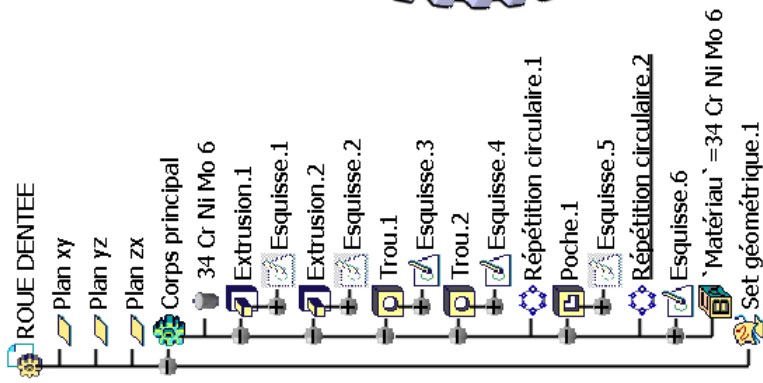 ROUE DENTEE
Plan xy
Plan yz
Plan zx
Corps principal
34 Cr Ni Mo 6
Extrusion.1
Esquisse.1
Extrusion.2
Esquisse.2
Trou.1
Esquisse.3
Trou.2
Esquisse.4
Répétition circulaire.1
Poche.1
Esquisse.5
Répétition circulaire.2
Esquisse.6
`Matériau`=34 Cr Ni Mo 6
Set géométrique.1